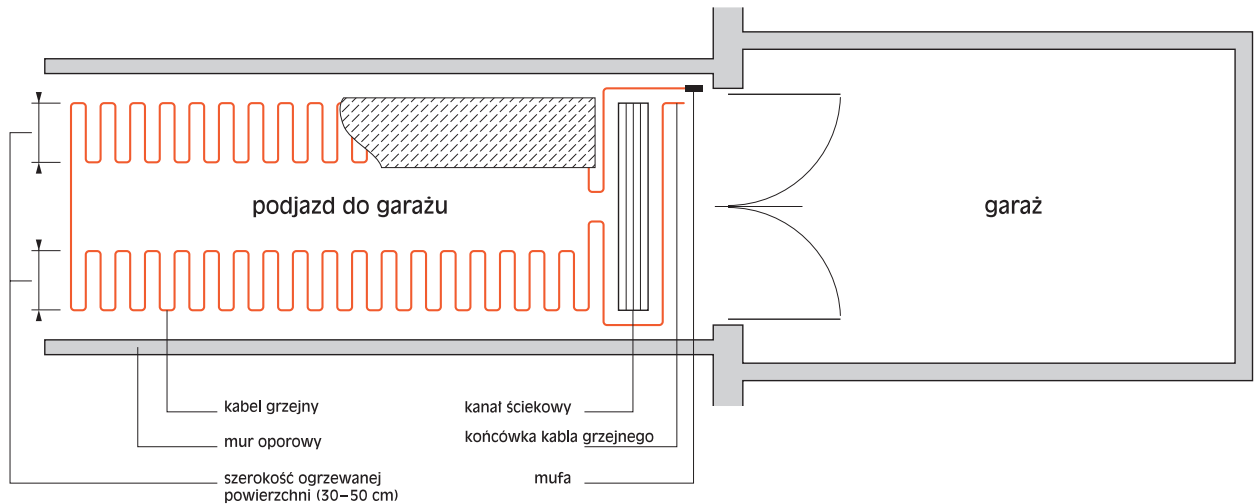 podjazd do garażu
garaż
kabel grzejny
mur oporowy
szerokość ogrzewanej
powierzchni (30–50 cm)
kanał ściekowy
końcówka kabla grzejnego
mufa